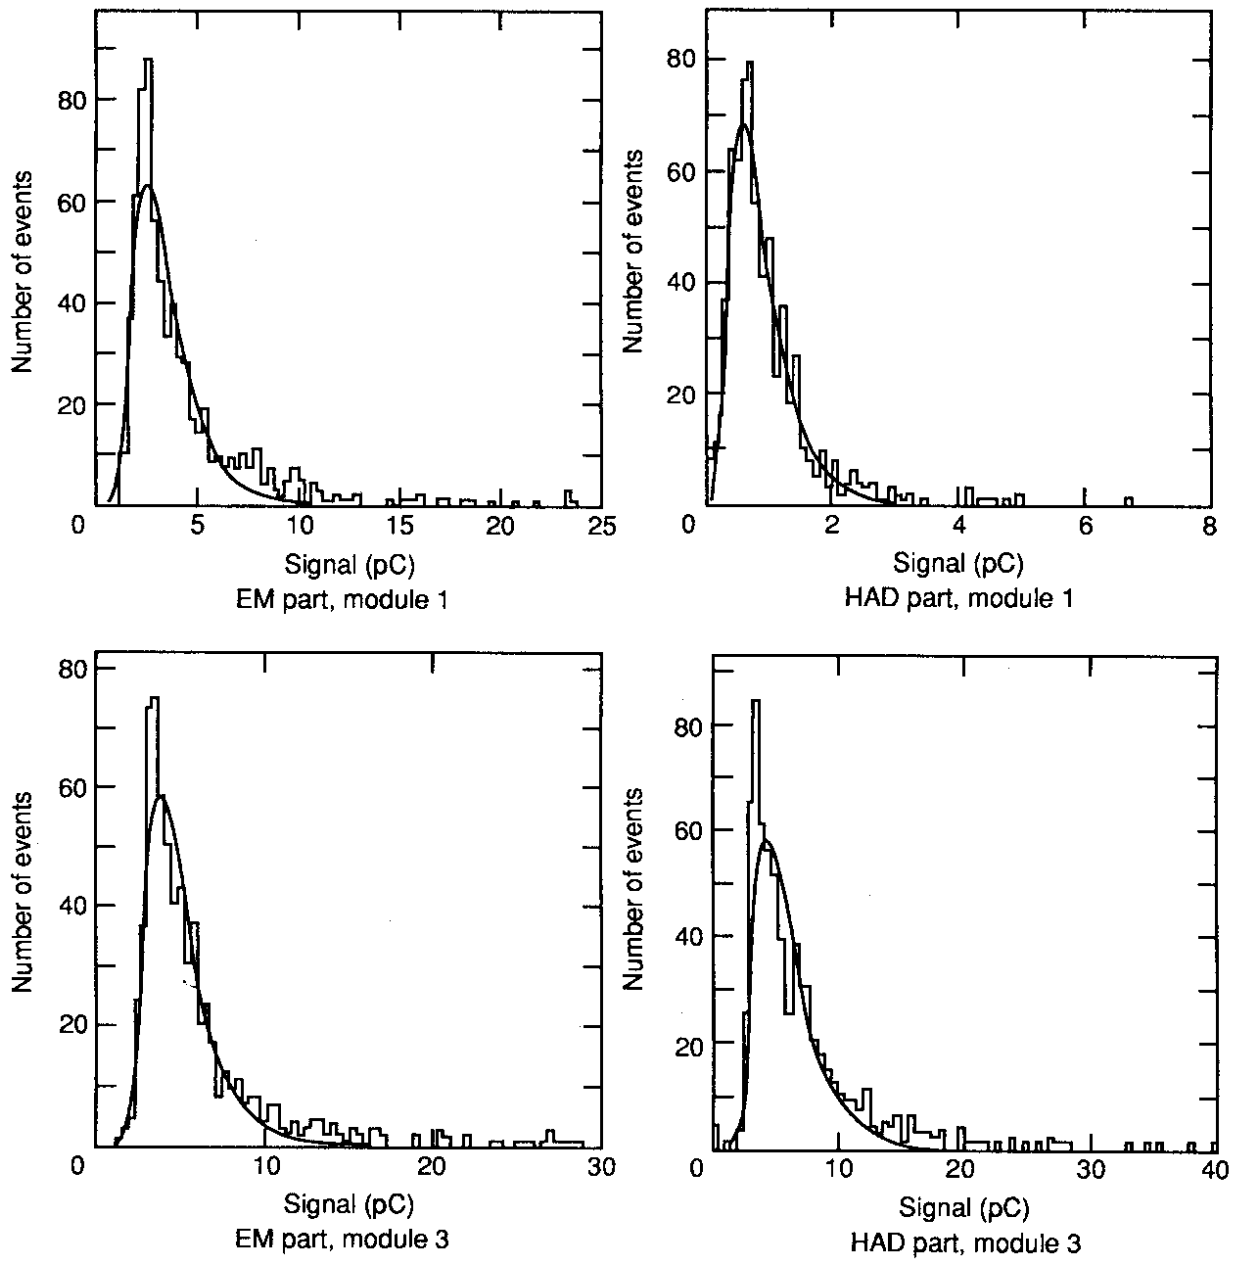 Number of events
80
60
40
20
0 5 10 15 20 25
Signal (pC)
EM part, module 1
Number of events
80
60
40
20
0 2 4 6 8
Signal (pC)
HAD part, module 1
Number of events
80
60
40
20
0 10 20 30
Signal (pC)
EM part, module 3
Number of events
80
60
40
20
0 10 20 30 40
Signal (pC)
HAD part, module 3